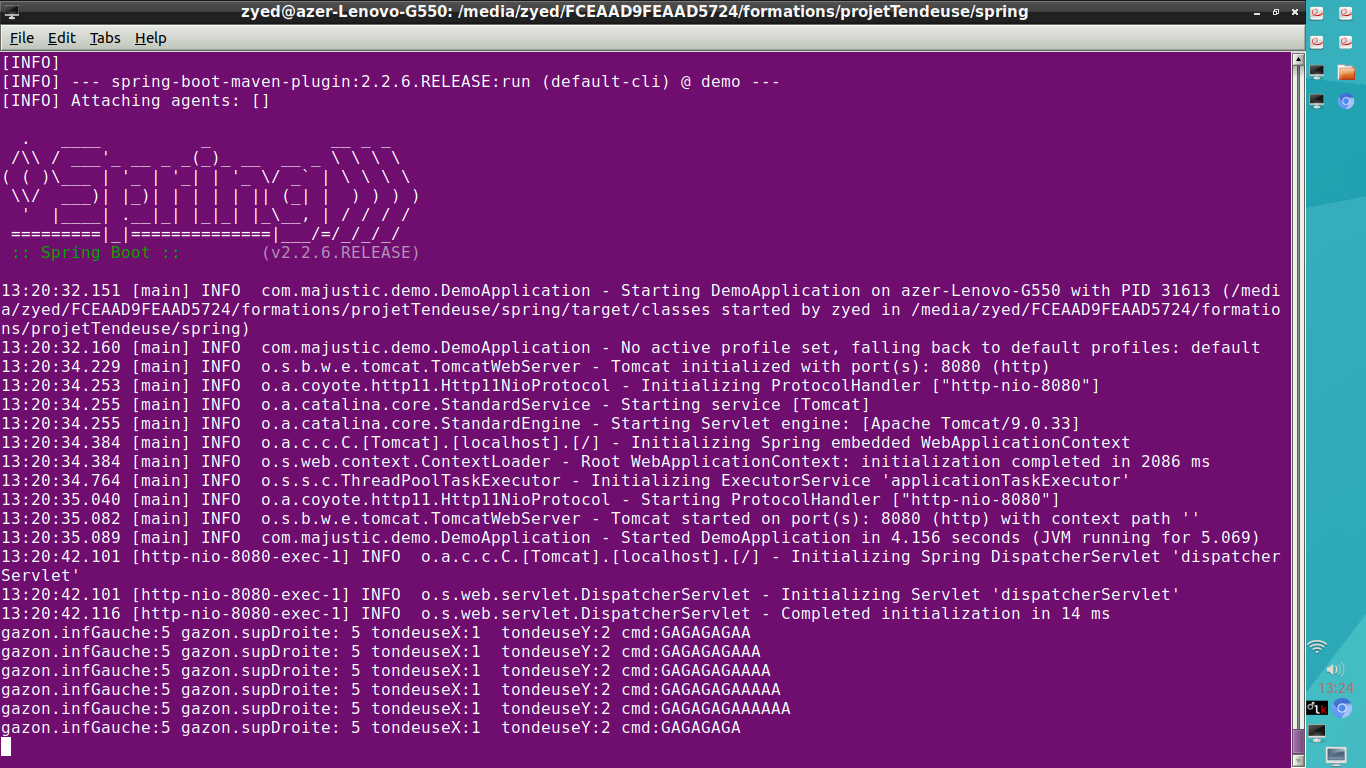 zyed@azer-Lenovo-G550: /media/zyed/FCEAAD9FEAAD5724/formations/projetTendeuse/spring
File Edit Tabs Help
[INFO]
[INFO] --- spring-boot-maven-plugin:2.2.6.RELEASE:run (default-cli) @ demo ---
[INFO] Attaching agents: []
  .   ____          _            __ _ _
 /\\ / ___'_ __ _ _(_)_ __  __ _ \ \ \ \
( ( )\___ | '_ | '_| | '_ \/ _` | \ \ \ \
 \\/  ___)| |_)| | | | | || (_| |  ) ) ) )
  '  |____| .__|_| |_|_| |_\__, | / / / /
 =========|_|==============|___/=/_/_/_/
 :: Spring Boot ::        (v2.2.6.RELEASE)
13:20:32.151 [main] INFO  com.majustic.demo.DemoApplication - Starting DemoApplication on azer-Lenovo-G550 with PID 31613 (/medi
a/zyed/FCEAAD9FEAAD5724/formations/projetTendeuse/spring/target/classes started by zyed in /media/zyed/FCEAAD9FEAAD5724/formatio
ns/projetTendeuse/spring)
13:20:32.160 [main] INFO  com.majustic.demo.DemoApplication - No active profile set, falling back to default profiles: default
13:20:34.229 [main] INFO  o.s.b.w.e.tomcat.TomcatWebServer - Tomcat initialized with port(s): 8080 (http)
13:20:34.253 [main] INFO  o.a.coyote.http11.Http11NioProtocol - Initializing ProtocolHandler ["http-nio-8080"]
13:20:34.255 [main] INFO  o.a.catalina.core.StandardService - Starting service [Tomcat]
13:20:34.255 [main] INFO  o.a.catalina.core.StandardEngine - Starting Servlet engine: [Apache Tomcat/9.0.33]
13:20:34.384 [main] INFO  o.a.c.c.C.[Tomcat].[localhost].[/] - Initializing Spring embedded WebApplicationContext
13:20:34.384 [main] INFO  o.s.web.context.ContextLoader - Root WebApplicationContext: initialization completed in 2086 ms
13:20:34.764 [main] INFO  o.s.s.c.ThreadPoolTaskExecutor - Initializing ExecutorService 'applicationTaskExecutor'
13:20:35.040 [main] INFO  o.a.coyote.http11.Http11NioProtocol - Starting ProtocolHandler ["http-nio-8080"]
13:20:35.082 [main] INFO  o.s.b.w.e.tomcat.TomcatWebServer - Tomcat started on port(s): 8080 (http) with context path ''
13:20:35.089 [main] INFO  com.majustic.demo.DemoApplication - Started DemoApplication in 4.156 seconds (JVM running for 5.069)
13:20:42.101 [http-nio-8080-exec-1] INFO  o.a.c.c.C.[Tomcat].[localhost].[/] - Initializing Spring DispatcherServlet 'dispatcher
Servlet'
13:20:42.101 [http-nio-8080-exec-1] INFO  o.s.web.servlet.DispatcherServlet - Initializing Servlet 'dispatcherServlet'
13:20:42.116 [http-nio-8080-exec-1] INFO  o.s.web.servlet.DispatcherServlet - Completed initialization in 14 ms
gazon.infGauche:5 gazon.supDroite: 5 tondeuseX:1  tondeuseY:2 cmd:GAGAGAGAA
gazon.infGauche:5 gazon.supDroite: 5 tondeuseX:1  tondeuseY:2 cmd:GAGAGAGAAA
gazon.infGauche:5 gazon.supDroite: 5 tondeuseX:1  tondeuseY:2 cmd:GAGAGAGAAAA
gazon.infGauche:5 gazon.supDroite: 5 tondeuseX:1  tondeuseY:2 cmd:GAGAGAGAAAAA
gazon.infGauche:5 gazon.supDroite: 5 tondeuseX:1  tondeuseY:2 cmd:GAGAGAGAAAAAA
gazon.infGauche:5 gazon.supDroite: 5 tondeuseX:1  tondeuseY:2 cmd:GAGAGAGA
13:24